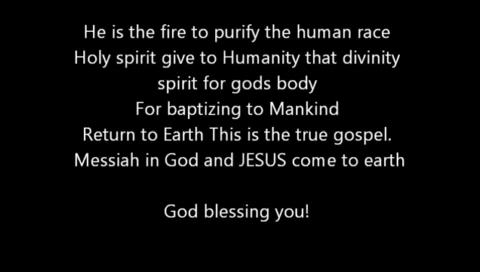 He is the fire to purify the human race
Holy spirit give to Humanity that divinity
spirit for gods body
For baptizing to Mankind
Return to Earth This is the true gospel.
Messiah in God and JESUS come to earth
God blessing you!